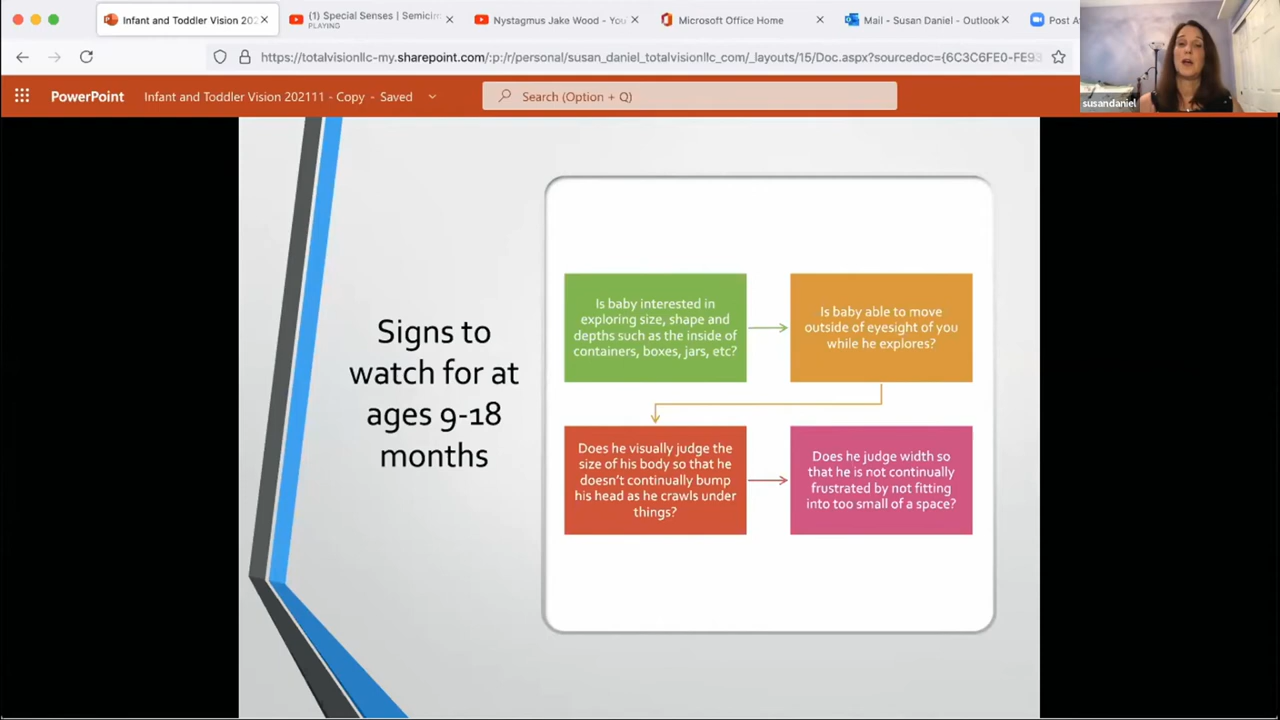 Infant and Toddler Vision 202
(1) Special Senses | Semicirc
PLAYING
Nystagmus Jake Wood - You
Microsoft Office Home
Mail - Susan Daniel - Outlook
Post A
https://totalvisionllc-my.sharepoint.com/:p:/r/personal/susan_daniel_totalvisionllc_com/_layouts/15/Doc.aspx?sourcedoc={6C3C6FE0-FE93
PowerPoint
Infant and Toddler Vision 202111 - Copy - Saved
Search (Option + Q)
susandaniel
Signs to
watch for at
ages 9-18
months
Is baby interested in
exploring size, shape and
depths such as the inside of
containers, boxes, jars, etc?
Is baby able to move
outside of eyesight of you
while he explores?
Does he visually judge the
size of his body so that he
doesn't continually bump
his head as he crawls under
things?
Does he judge width so
that he is not continually
frustrated by not fitting
into too small of a space?